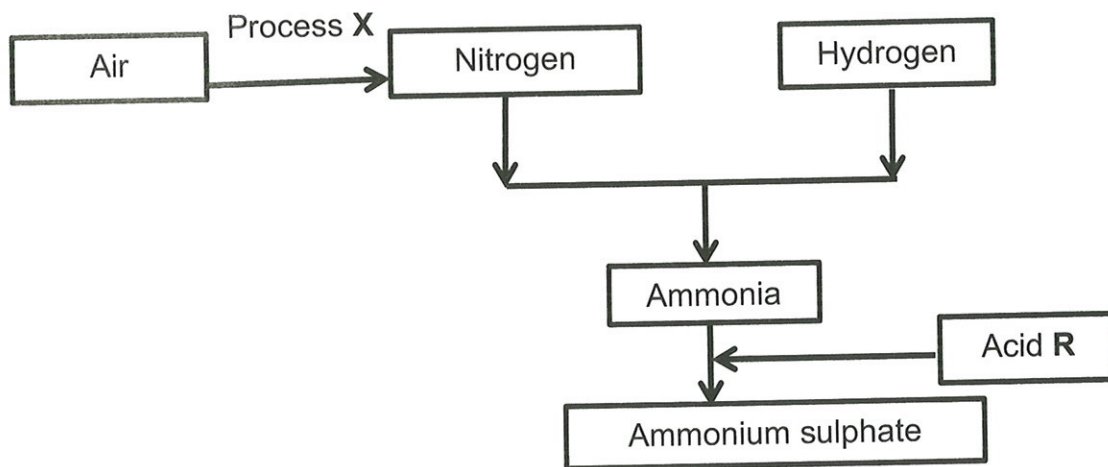 Process X
Air
Nitrogen
Hydrogen
Ammonia
Acid R
Ammonium sulphate